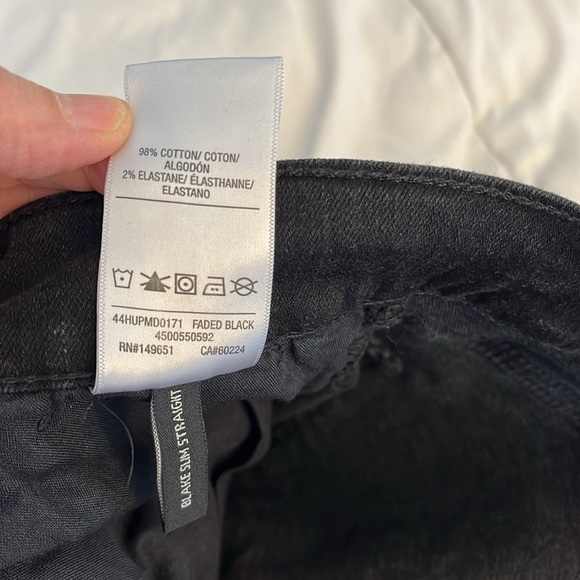 98% COTTON/ COTON/
ALGODÓN
2% ELASTANE/ ÉLASTHANNE/
ELASTANO
44HUPMD0171 FADED BLACK
4500550592
RN#149651 CA#60224
BLAKE SLIM STRAIGHT